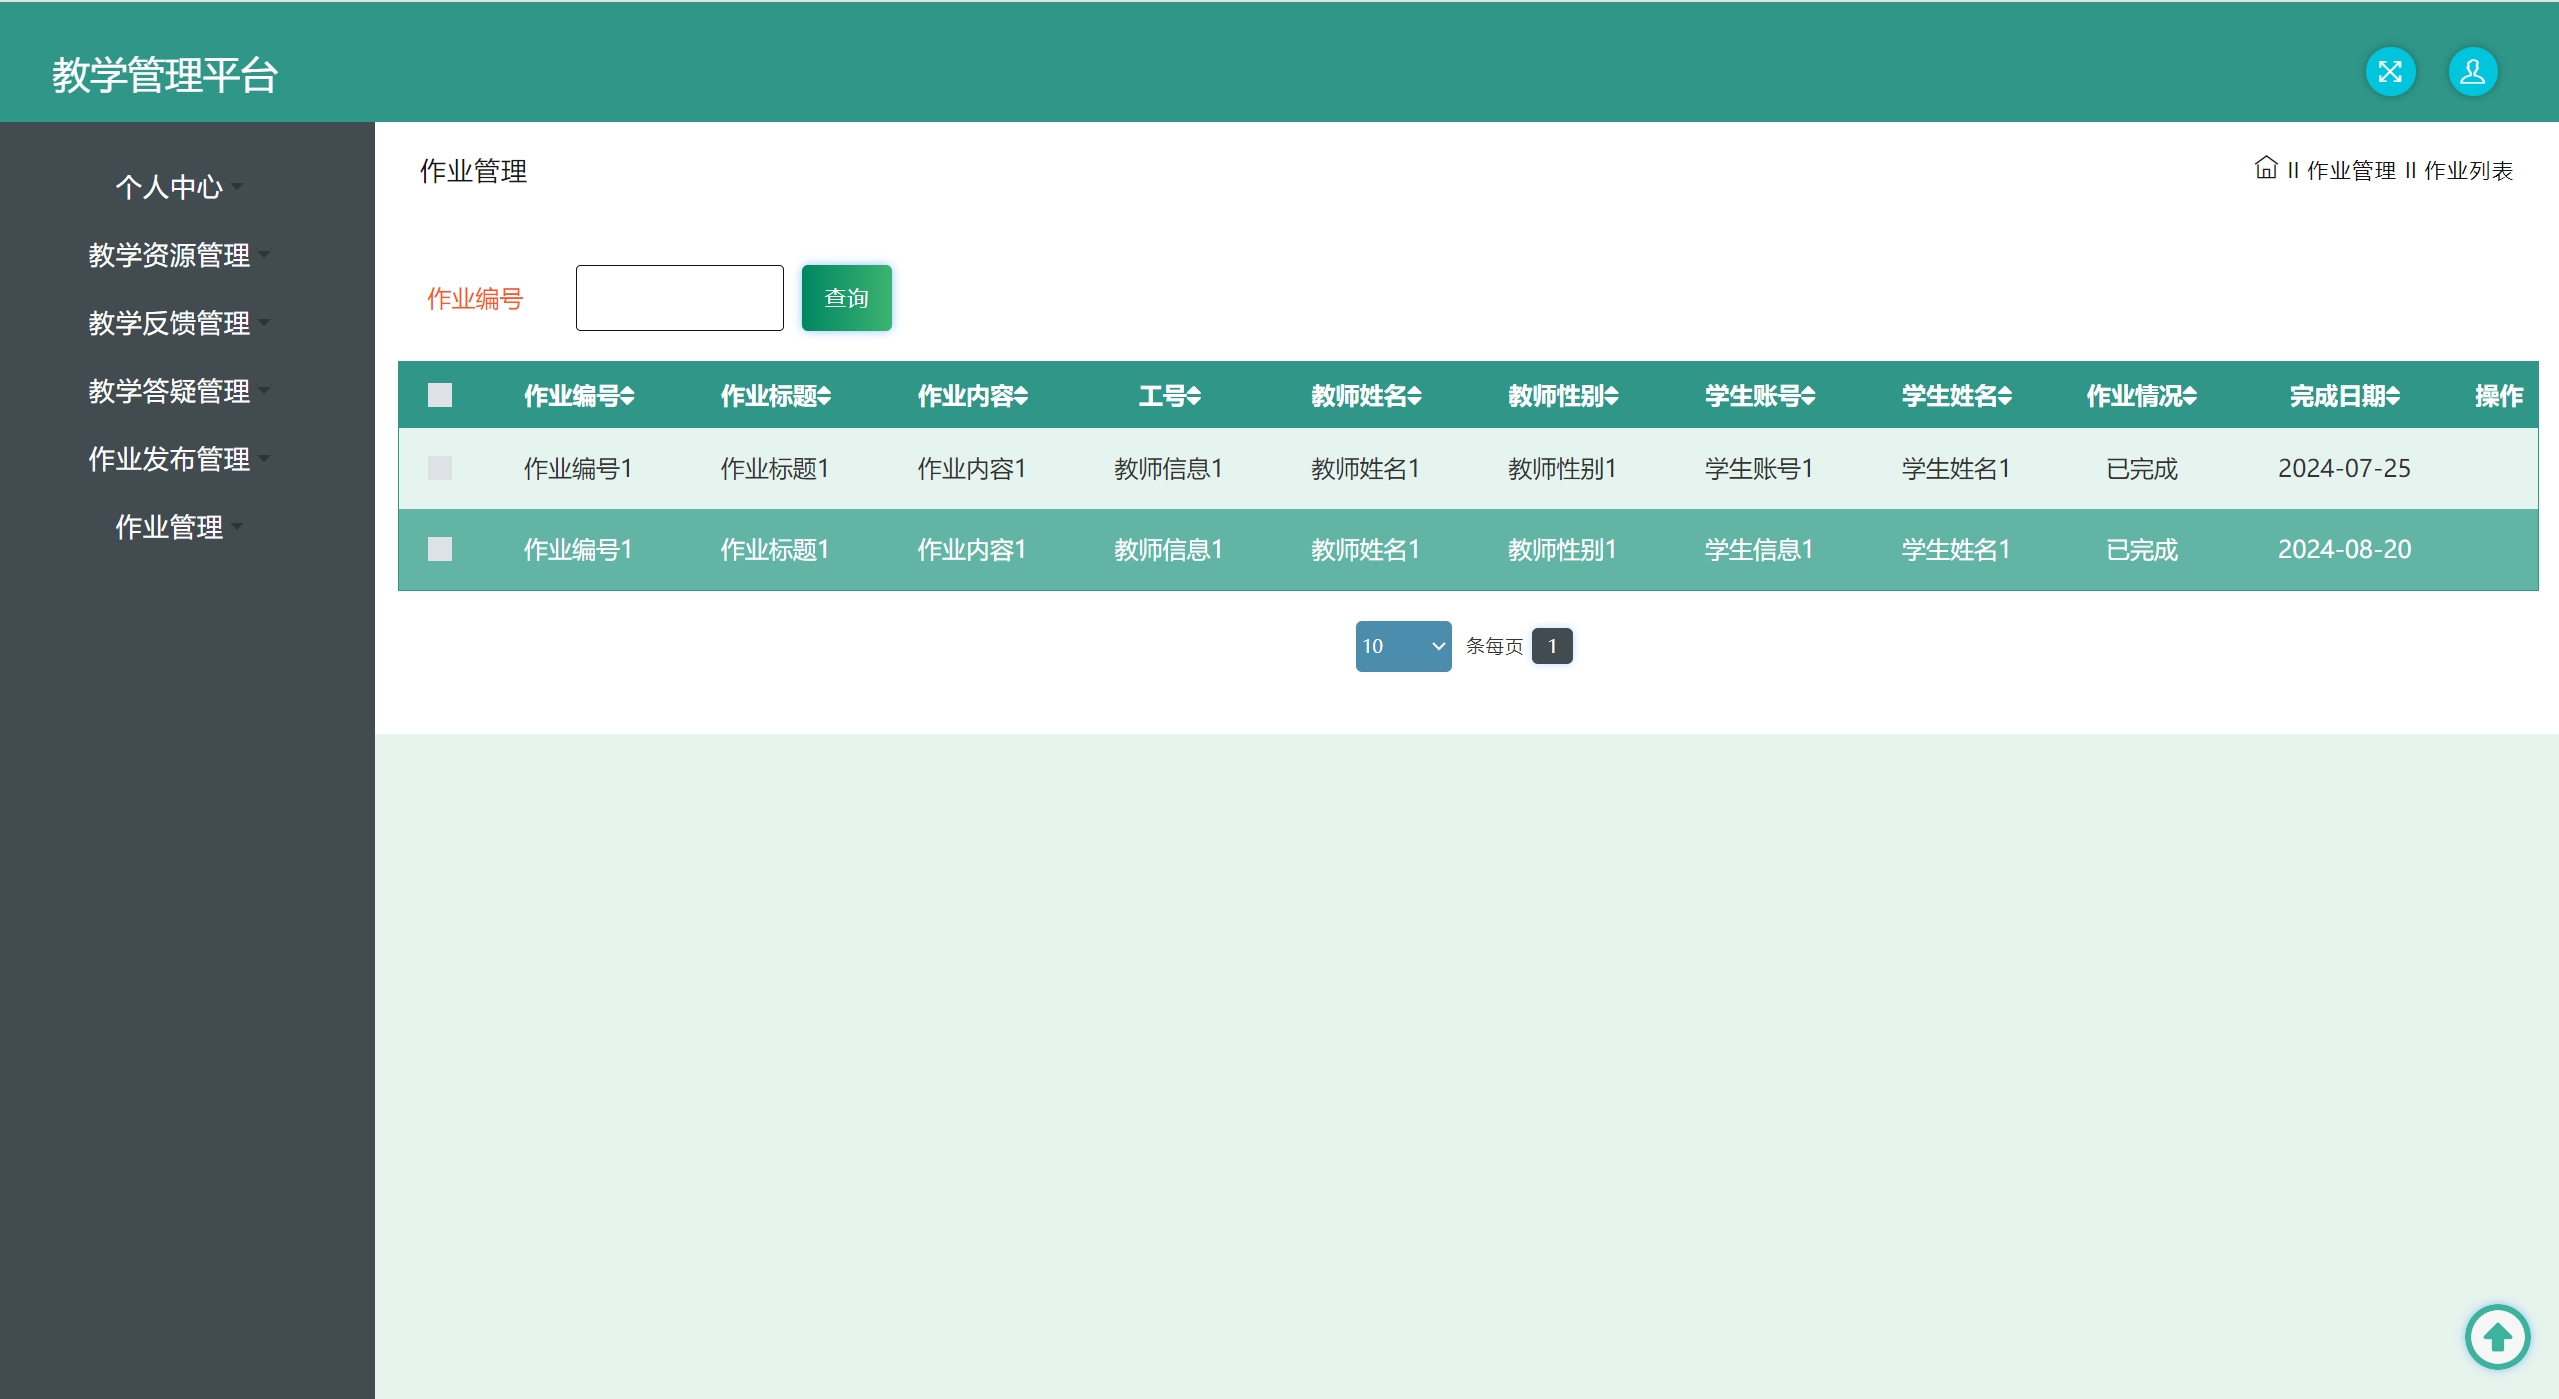 教学管理平台
个人中心
教学资源管理
教学反馈管理
教学答疑管理
作业发布管理
作业管理
作业管理
II 作业管理 II 作业列表
作业编号
查询
作业编号 作业标题 作业内容 工号 教师姓名 教师性别 学生账号 学生姓名 作业情况 完成日期 操作
作业编号1 作业标题1 作业内容1 教师信息1 教师姓名1 教师性别1 学生账号1 学生姓名1 已完成 2024-07-25
作业编号1 作业标题1 作业内容1 教师信息1 教师姓名1 教师性别1 学生信息1 学生姓名1 已完成 2024-08-20
10 条每页 1